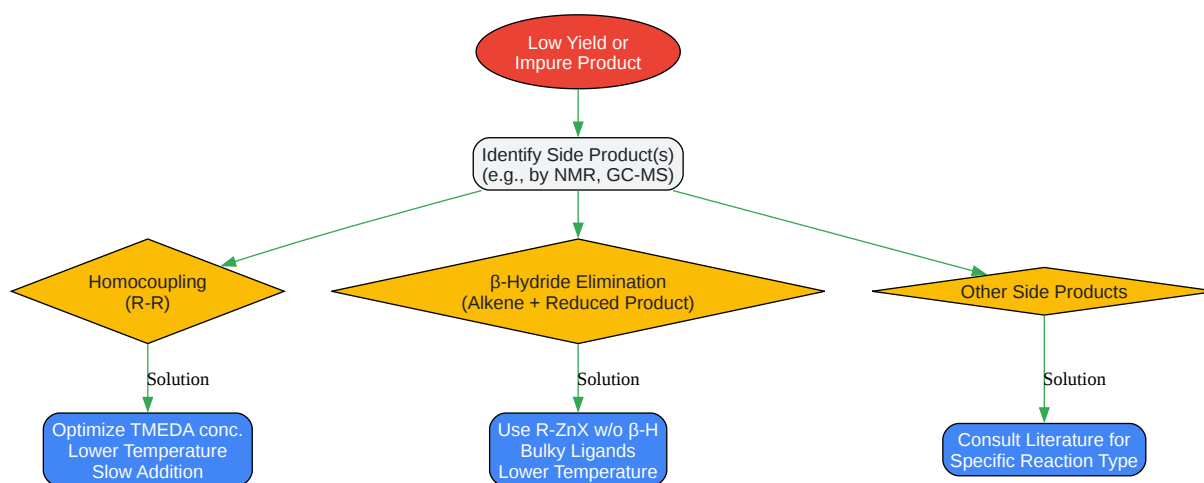 Low Yield or
Impure Product
Identify Side Product(s)
(e.g., by NMR, GC-MS)
Homocoupling
(R-R)
β-Hydride Elimination
(Alkene + Reduced Product)
Other Side Products
Solution
Solution
Solution
Optimize TMEDA conc.
Lower Temperature
Slow Addition
Use R-ZnX w/o β-H
Bulky Ligands
Lower Temperature
Consult Literature for
Specific Reaction Type